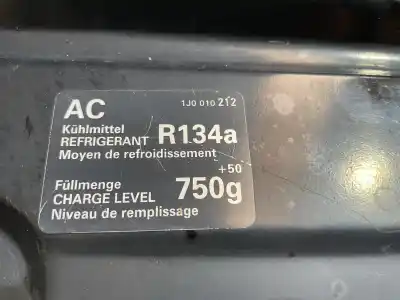 AC 1J0 010 212
Kühlmittel
REFRIGERANT R134a
Moyen de refroidissement
+50
Füllmenge
CHARGE LEVEL 750g
Niveau de remplissage